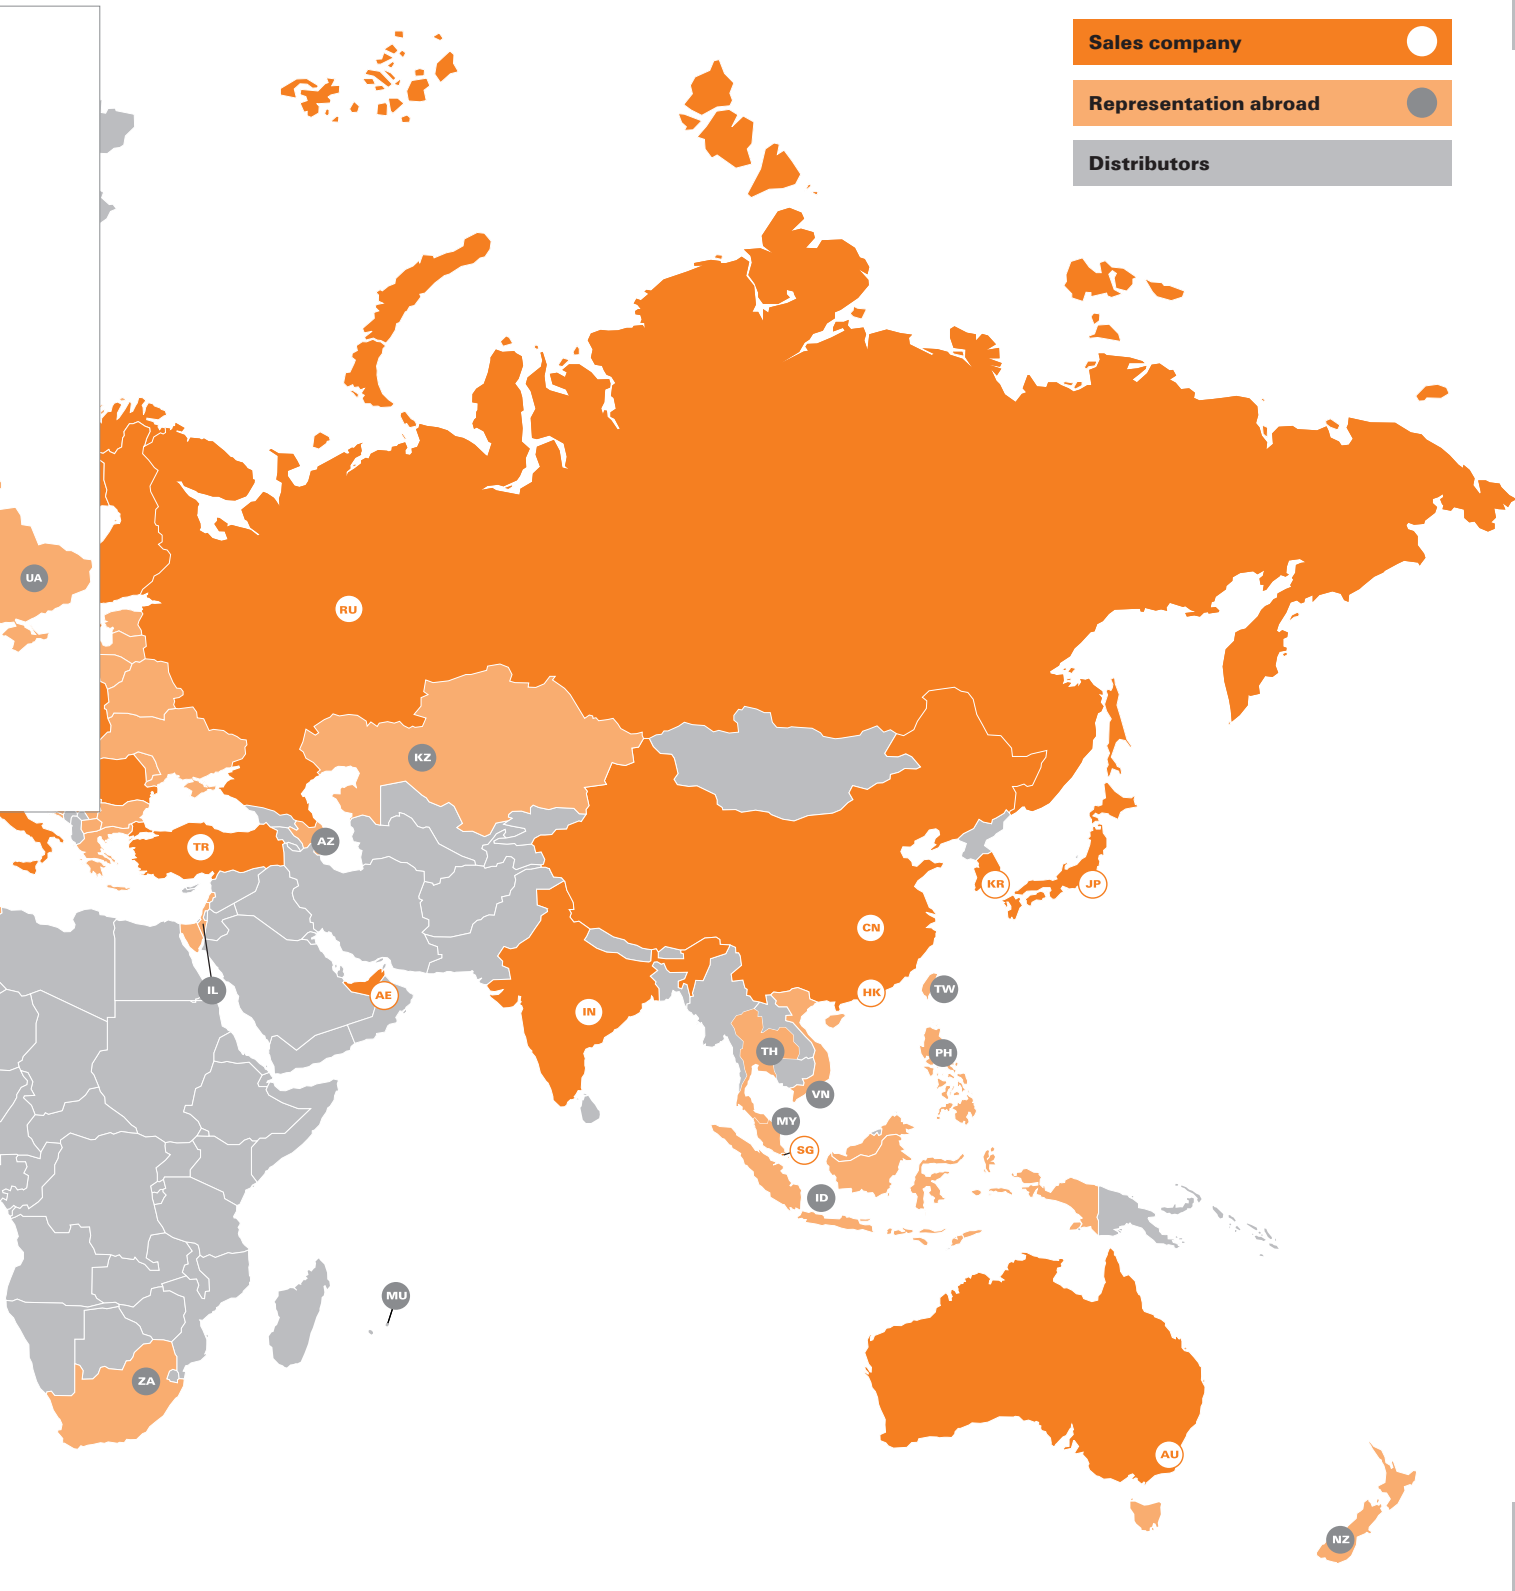 Sales company
Representation abroad
Distributors
UA
RU
KZ
AZ
TR
KR
JP
CN
IL
AE
HK
TW
IN
TH
PH
VN
MY
SG
ID
MU
ZA
AU
NZ